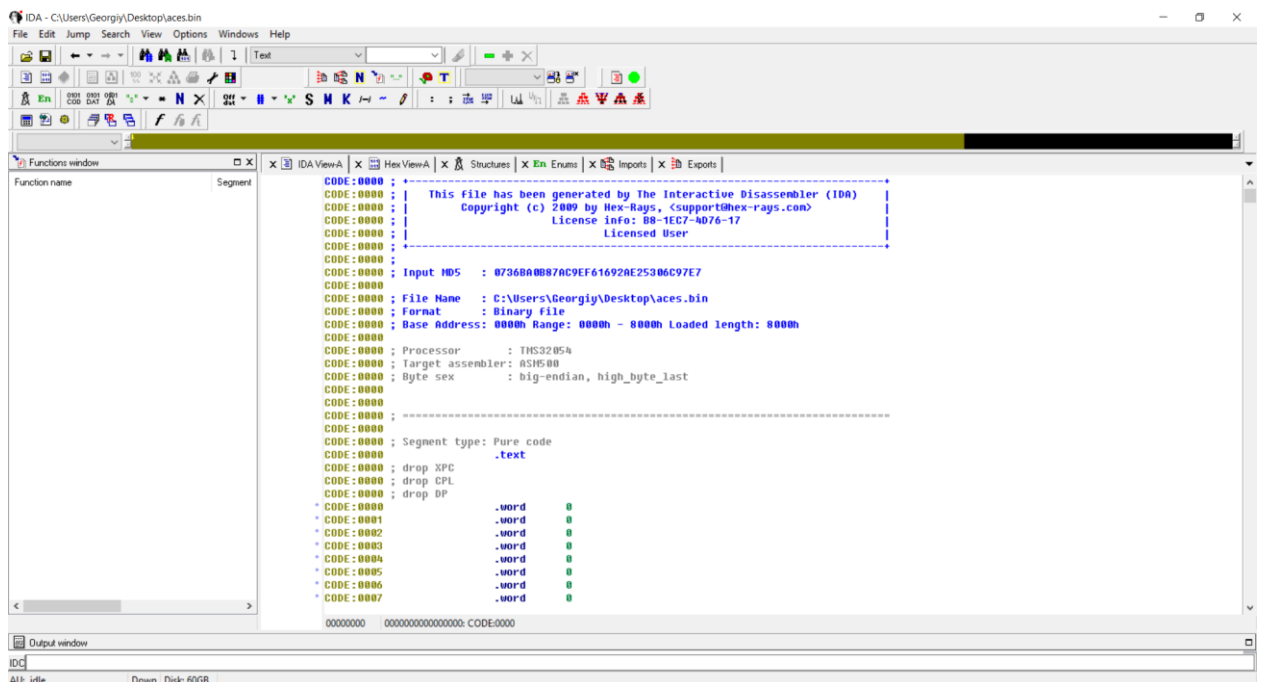 IDA - C:\Users\Georgiy\Desktop\aces.bin
File Edit Jump Search View Options Windows Help
Text
En
Functions window
IDA View-A Hex View-A Structures En Enums Imports Exports
Function name Segment
CODE:0000 ; +-------------------------------------------------------------------------+
CODE:0000 ; | This file has been generated by The Interactive Disassembler (IDA) |
CODE:0000 ; | Copyright (c) 2009 by Hex-Rays, <support@hex-rays.com> |
CODE:0000 ; | License info: B8-1EC7-4D76-17 |
CODE:0000 ; | Licensed User |
CODE:0000 ; +-------------------------------------------------------------------------+
CODE:0000 ;
CODE:0000 ; Input MD5 : 0736BA0B87AC9EF61692AE25306C97E7
CODE:0000
CODE:0000 ; File Name : C:\Users\Georgiy\Desktop\aces.bin
CODE:0000 ; Format : Binary file
CODE:0000 ; Base Address: 0000h Range: 0000h - 8000h Loaded length: 8000h
CODE:0000
CODE:0000 ; Processor : TMS32054
CODE:0000 ; Target assembler: ASM500
CODE:0000 ; Byte sex : big-endian, high_byte_last
CODE:0000
CODE:0000
CODE:0000 ; ===========================================================================
CODE:0000
CODE:0000 ; Segment type: Pure code
CODE:0000 .text
CODE:0000 ; drop XPC
CODE:0000 ; drop CPL
CODE:0000 ; drop DP
CODE:0000 .word 0
CODE:0001 .word 0
CODE:0002 .word 0
CODE:0003 .word 0
CODE:0004 .word 0
CODE:0005 .word 0
CODE:0006 .word 0
CODE:0007 .word 0
00000000 0000000000000000: CODE:0000
Output window
IDC
AU: idle Down Disk: 60GB